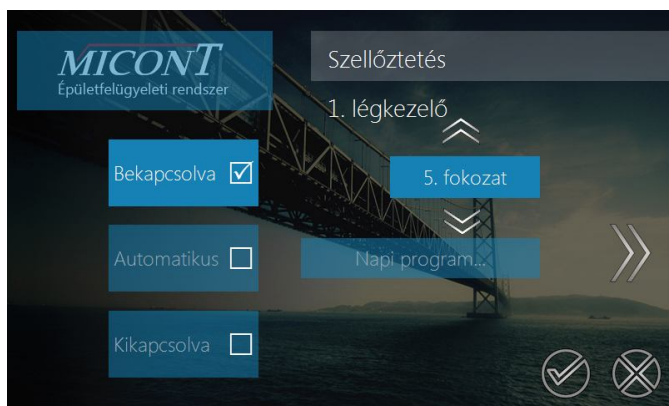 MICONT
Épületfelügyeleti rendszer
Szellőztetés
1. légkezelő
Bekapcsolva
5. fokozat
Automatikus
Napi program...
Kikapcsolva